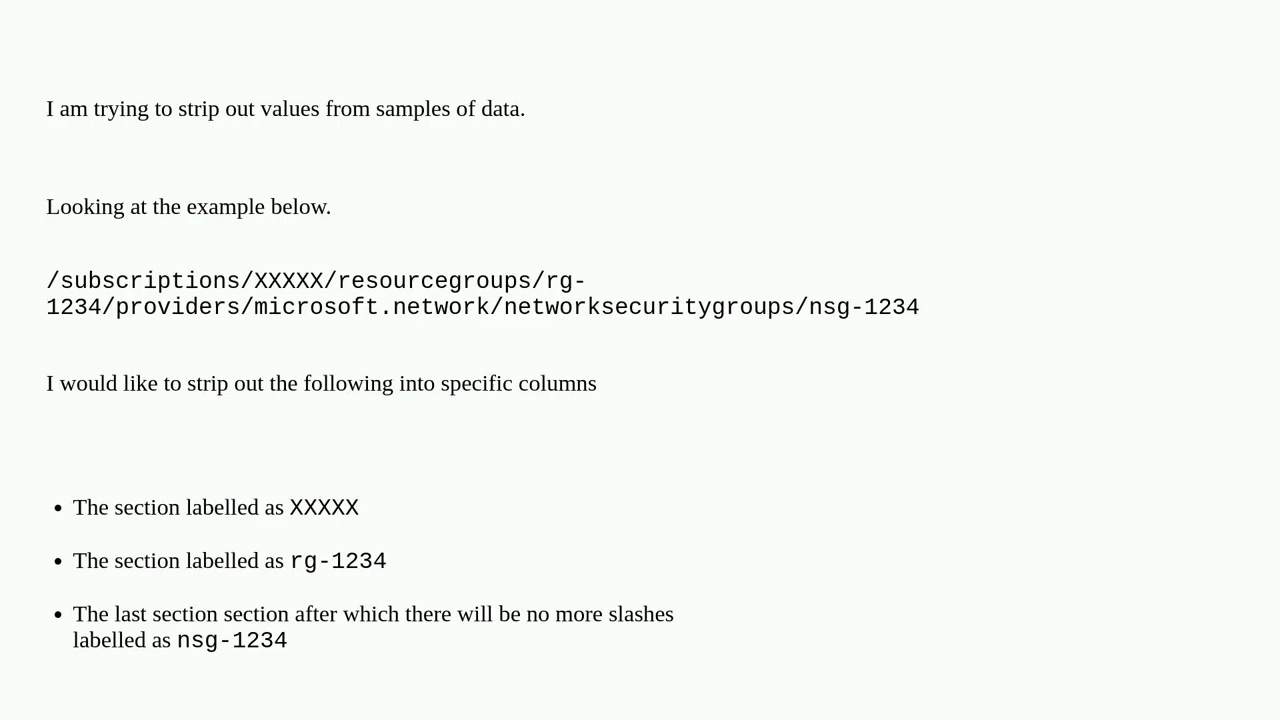 I am trying to strip out values from samples of data.
Looking at the example below.
/subscriptions/XXXXX/resourcegroups/rg-
1234/providers/microsoft.network/networksecuritygroups/nsg-1234
I would like to strip out the following into specific columns
• The section labelled as XXXXX
• The section labelled as rg-1234
• The last section section after which there will be no more slashes
labelled as nsg-1234